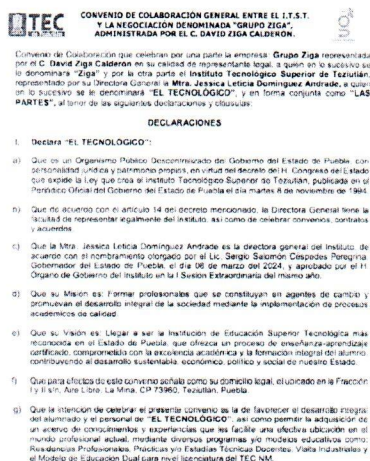 TEC
CONVENIO DE COLABORACIÓN GENERAL ENTRE EL I.T.S.T.
Y LA NEGOCIACIÓN DENOMINADA "GRUPO ZIGA",
ADMINISTRADA POR EL C. DAVID ZIGA CALDERON.
Convenio de Colaboración que celebran por una parte la empresa Grupo Ziga representada
por el C. David Ziga Calderon en su calidad de representante legal, a quien en lo sucesivo se
le denominara "Ziga" y por la otra parte el Instituto Tecnológico Superior de Teziutlán,
representado por su Directora General la Mtra. Jessica Leticia Domínguez Andrade, a quien
en lo sucesivo se le denominará "EL TECNOLÓGICO", y en forma conjunta como "LAS
PARTES", al tenor de las siguientes declaraciones y cláusulas:
DECLARACIONES
I. Declara "EL TECNOLÓGICO":
a) Que es un Organismo Público Descentralizado del Gobierno del Estado de Puebla, con
personalidad jurídica y patrimonio propios, en virtud del decreto del H. Congreso del Estado
que expide la Ley que crea el Instituto Tecnológico Superior de Teziutlán, publicada en el
Periódico Oficial del Gobierno del Estado de Puebla el día martes 8 de noviembre de 1994.
b) Que de acuerdo con el artículo 14 del decreto mencionado, la Directora General tiene la
facultad de representar legalmente del Instituto, así como de celebrar convenios, contratos
y acuerdos.
c) Que la Mtra. Jessica Leticia Domínguez Andrade es la directora general del Instituto, de
acuerdo con el nombramiento otorgado por el Lic. Sergio Salomón Céspedes Peregrina,
Gobernador del Estado de Puebla, el día 06 de marzo del 2024, y aprobado por el H.
Órgano de Gobierno del Instituto en la I Sesión Extraordinaria del mismo año.
d) Que su Misión es: Formar profesionales que se constituyan en agentes de cambio y
promuevan el desarrollo integral de la sociedad mediante la implementación de procesos
académicos de calidad.
e) Que su Visión es: Llegar a ser la Institución de Educación Superior Tecnológica más
reconocida en el Estado de Puebla, que ofrezca un proceso de enseñanza-aprendizaje
certificado, comprometido con la excelencia académica y la formación integral del alumno,
contribuyendo al desarrollo sustentable, económico, político y social de nuestro Estado.
f) Que para efectos de este convenio señala como su domicilio legal, el ubicado en la Fracción
I y II s/n, Aire Libre, La Mina, CP 73960, Teziutlan, Puebla.
g) Que la intención de celebrar el presente convenio es la de favorecer el desarrollo integral
del alumnado y el personal de "EL TECNOLÓGICO", así como permitir la adquisición de
un acervo de conocimientos y experiencias que les facilite una efectiva ubicación en el
mundo profesional actual, mediante diversos programas y/o modelos educativos como:
Residencias Profesionales, Prácticas y/o Estadías Técnicas Docentes, Visitas Industriales y
el Modelo de Educación Dual para nivel licenciatura del TEC NM.